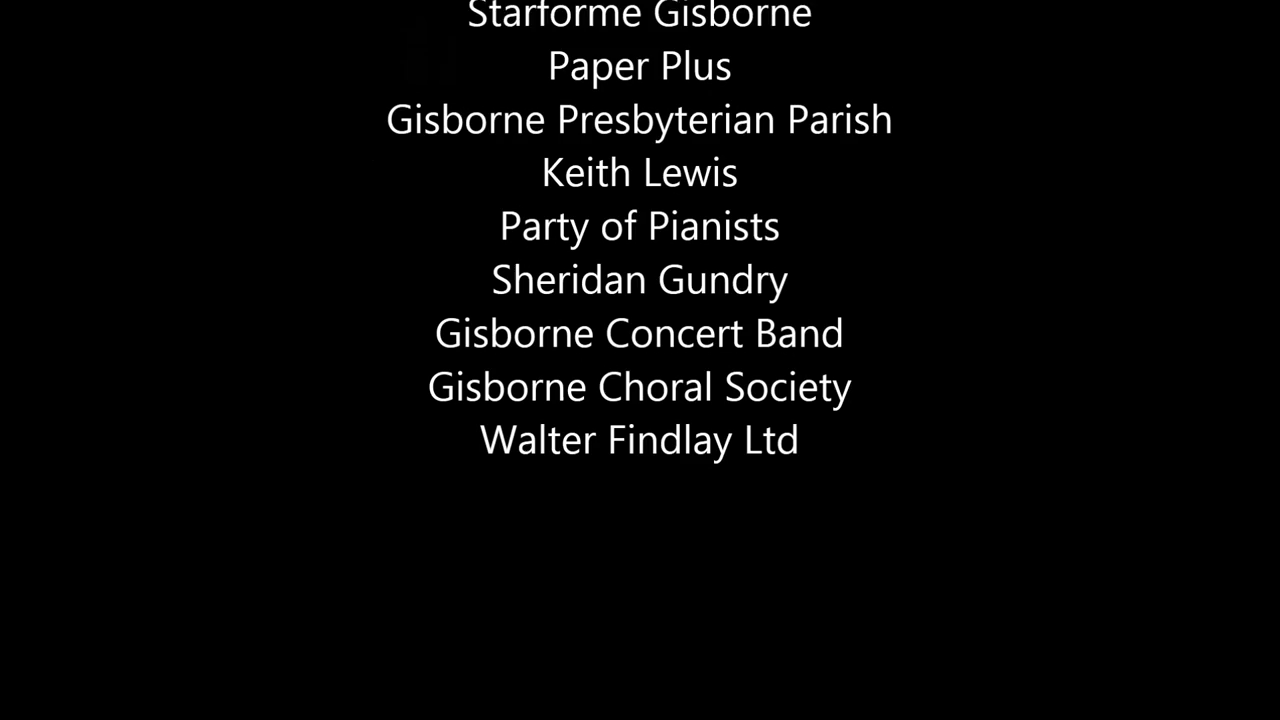 Starforme Gisborne
Paper Plus
Gisborne Presbyterian Parish
Keith Lewis
Party of Pianists
Sheridan Gundry
Gisborne Concert Band
Gisborne Choral Society
Walter Findlay Ltd